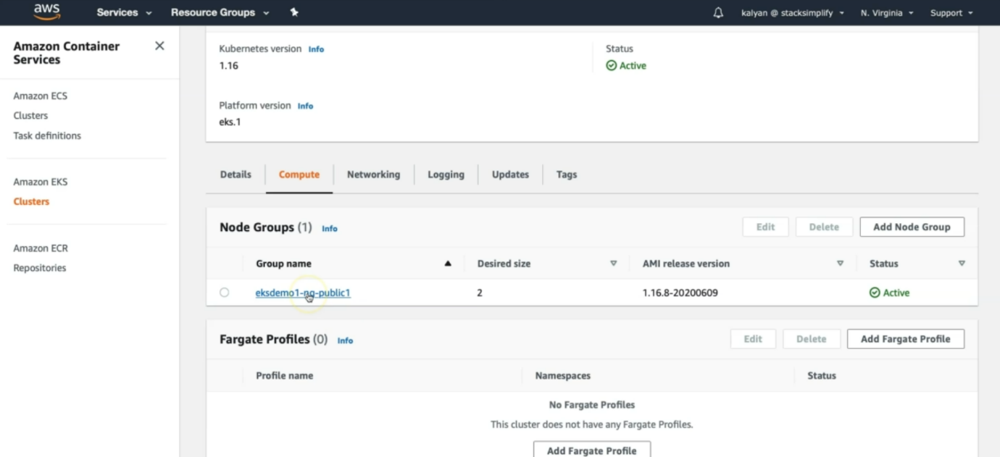 aws Services Resource Groups kalyan @ stacksimplify N. Virginia Support
Amazon Container
Services
Amazon ECS
Clusters
Task definitions
Amazon EKS
Clusters
Amazon ECR
Repositories
Kubernetes version Info Status
1.16 Active
Platform version Info
eks.1
Details Compute Networking Logging Updates Tags
Node Groups (1) Info Edit Delete Add Node Group
Group name Desired size AMI release version Status
eksdemo1-ng-public1 2 1.16.8-20200609 Active
Fargate Profiles (0) Info Edit Delete Add Fargate Profile
Profile name Namespaces Status
No Fargate Profiles
This cluster does not have any Fargate Profiles.
Add Fargate Profile